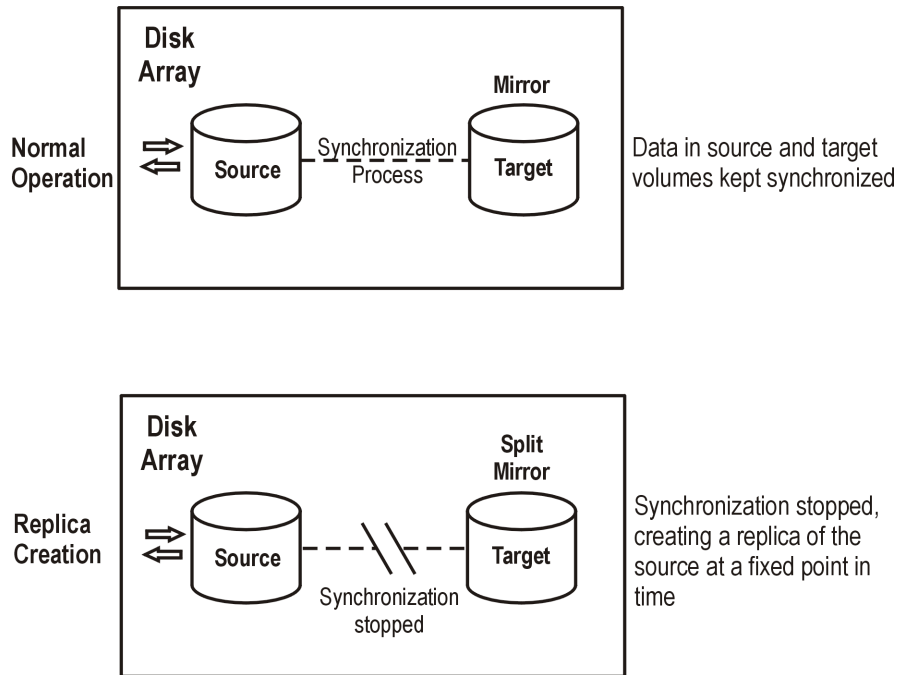 Disk
Array
Mirror
Normal
Operation
Source
Synchronization
Process
Target
Data in source and target
volumes kept synchronized
Disk
Array
Split
Mirror
Replica
Creation
Source
Synchronization
stopped
Target
Synchronization stopped,
creating a replica of the
source at a fixed point in
time